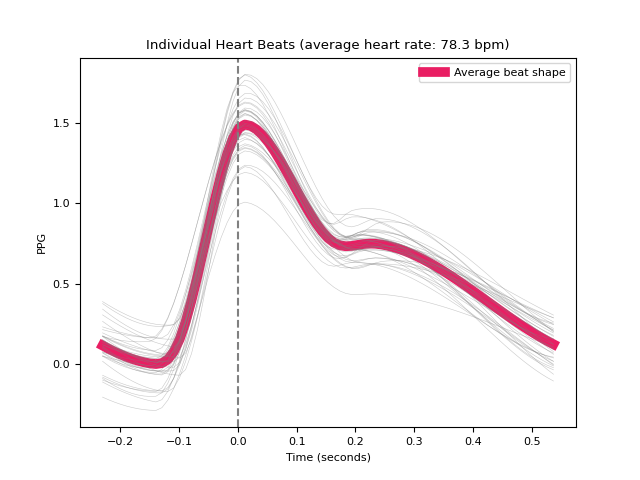 Individual Heart Beats (average heart rate: 78.3 bpm)
Average beat shape
PPG
1.5
1.0
0.5
0.0
−0.2 −0.1 0.0 0.1 0.2 0.3 0.4 0.5
Time (seconds)